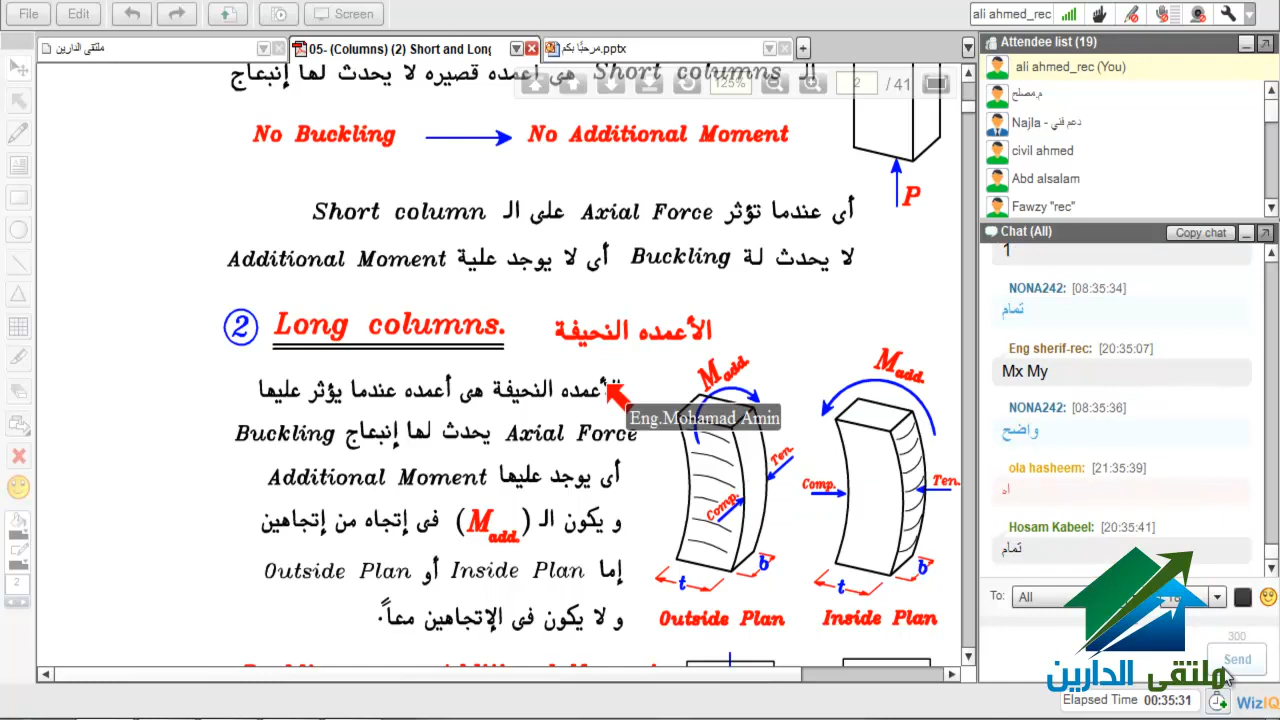 File
Edit
Screen
ali ahmed_rec
ملتقى الدارين
05- (Columns) (2) Short and Long
مرحبًا بكم.pptx
Attendee list (19)
ali ahmed_rec (You)
م.مصلح
Najla - دعم فني
civil ahmed
Abd alsalam
Fawzy "rec"
Chat (All)
Copy chat
1
NONA242: [08:35:34]
تمام
Eng sherif-rec: [20:35:07]
Mx My
NONA242: [08:35:36]
واضح
ola hasheem: [21:35:39]
اه
Hosam Kabeel: [20:35:41]
تمام
To: All
300
Send
ملتقى الدارين
Elapsed Time 00:35:31
WizIQ
125%
2 / 41
الـ Short columns هى أعمده قصيره لا يحدث لها إنبعاج
No Buckling
No Additional Moment
P
أى عندما تؤثر Axial Force على الـ Short column
لا يحدث لة Buckling أى لا يوجد علية Additional Moment
2 Long columns. الأعمده النحيفة
الأعمده النحيفة هى أعمده عندما يؤثر عليها
Eng.Mohamad Amin
Axial Force يحدث لها إنبعاج Buckling
أى يوجد عليها Additional Moment
و يكون الـ (Madd.) فى إتجاه من إتجاهين
إما Inside Plan أو Outside Plan
و لا يكون فى الإتجاهين معاً.
Madd.
Ten.
Comp.
t
b
Outside Plan
Madd.
Comp.
Ten.
t
b
Inside Plan
2